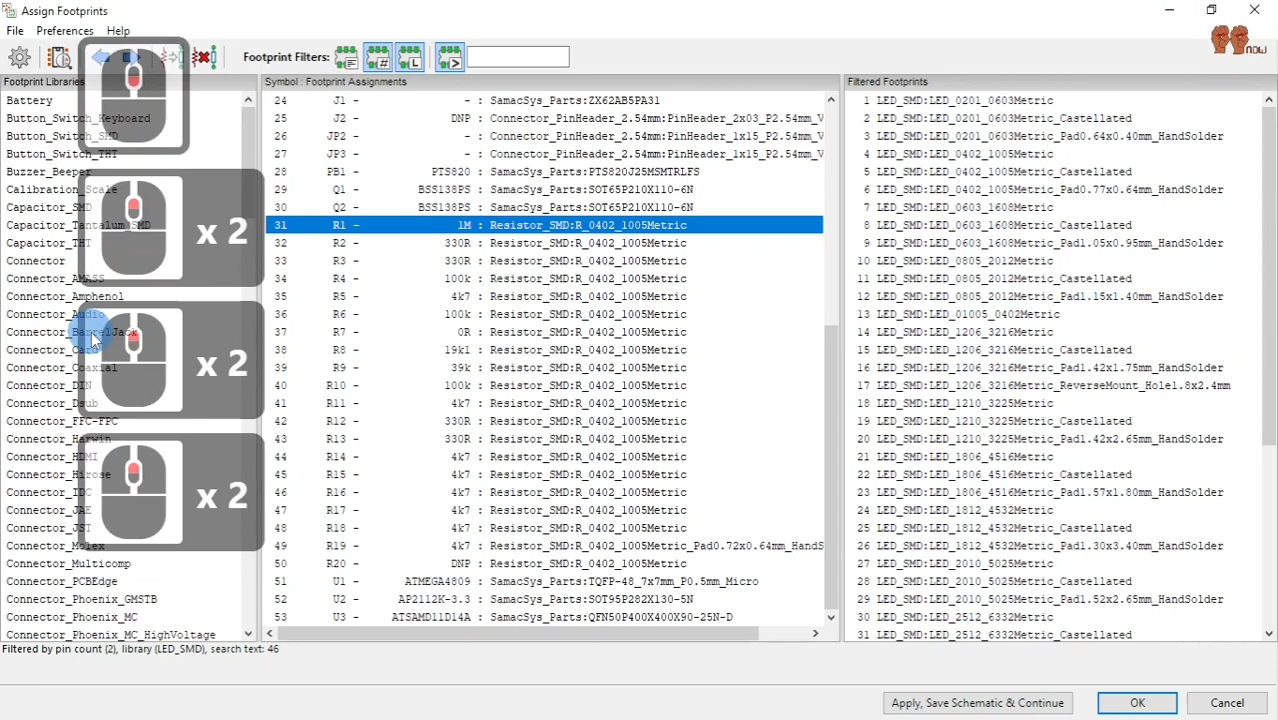 Assign Footprints
File Preferences Help
NOW
Footprint Filters:
Footprint Libraries
Battery
Button_Switch_Keyboard
Button_Switch_SMD
Button_Switch_THT
Buzzer_Beeper
Calibration_Scale
Capacitor_SMD
Capacitor_Tantalum_SMD
Capacitor_THT
Connector
Connector_AMASS
Connector_Amphenol
Connector_Audio
Connector_BarrelJack
Connector_Card
Connector_Coaxial
Connector_DIN
Connector_Dsub
Connector_FFC-FPC
Connector_Harwin
Connector_HDMI
Connector_Hirose
Connector_IDC
Connector_JAE
Connector_JST
Connector_Molex
Connector_Multicomp
Connector_PCBEdge
Connector_Phoenix_GMSTB
Connector_Phoenix_MC
Connector_Phoenix_MC_HighVoltage
x 2
x 2
x 2
Symbol : Footprint Assignments
24 J1 - - : SamacSys_Parts:ZX62AB5PA31
25 J2 - DNP : Connector_PinHeader_2.54mm:PinHeader_2x03_P2.54mm_V
26 JP2 - - : Connector_PinHeader_2.54mm:PinHeader_1x15_P2.54mm_V
27 JP3 - - : Connector_PinHeader_2.54mm:PinHeader_1x15_P2.54mm_V
28 PB1 - PTS820 : SamacSys_Parts:PTS820J25MSMTRLFS
29 Q1 - BSS138PS : SamacSys_Parts:SOT65P210X110-6N
30 Q2 - BSS138PS : SamacSys_Parts:SOT65P210X110-6N
31 R1 - 1M : Resistor_SMD:R_0402_1005Metric
32 R2 - 330R : Resistor_SMD:R_0402_1005Metric
33 R3 - 330R : Resistor_SMD:R_0402_1005Metric
34 R4 - 100k : Resistor_SMD:R_0402_1005Metric
35 R5 - 4k7 : Resistor_SMD:R_0402_1005Metric
36 R6 - 100k : Resistor_SMD:R_0402_1005Metric
37 R7 - 0R : Resistor_SMD:R_0402_1005Metric
38 R8 - 19k1 : Resistor_SMD:R_0402_1005Metric
39 R9 - 39k : Resistor_SMD:R_0402_1005Metric
40 R10 - 100k : Resistor_SMD:R_0402_1005Metric
41 R11 - 4k7 : Resistor_SMD:R_0402_1005Metric
42 R12 - 330R : Resistor_SMD:R_0402_1005Metric
43 R13 - 330R : Resistor_SMD:R_0402_1005Metric
44 R14 - 4k7 : Resistor_SMD:R_0402_1005Metric
45 R15 - 4k7 : Resistor_SMD:R_0402_1005Metric
46 R16 - 4k7 : Resistor_SMD:R_0402_1005Metric
47 R17 - 4k7 : Resistor_SMD:R_0402_1005Metric
48 R18 - 4k7 : Resistor_SMD:R_0402_1005Metric
49 R19 - 4k7 : Resistor_SMD:R_0402_1005Metric_Pad0.72x0.64mm_HandS
50 R20 - DNP : Resistor_SMD:R_0402_1005Metric
51 U1 - ATMEGA4809 : SamacSys_Parts:TQFP-48_7x7mm_P0.5mm_Micro
52 U2 - AP2112K-3.3 : SamacSys_Parts:SOT95P282X130-5N
53 U3 - ATSAMD11D14A : SamacSys_Parts:QFN50P400X400X90-25N-D
Filtered Footprints
1 LED_SMD:LED_0201_0603Metric
2 LED_SMD:LED_0201_0603Metric_Castellated
3 LED_SMD:LED_0201_0603Metric_Pad0.64x0.40mm_HandSolder
4 LED_SMD:LED_0402_1005Metric
5 LED_SMD:LED_0402_1005Metric_Castellated
6 LED_SMD:LED_0402_1005Metric_Pad0.77x0.64mm_HandSolder
7 LED_SMD:LED_0603_1608Metric
8 LED_SMD:LED_0603_1608Metric_Castellated
9 LED_SMD:LED_0603_1608Metric_Pad1.05x0.95mm_HandSolder
10 LED_SMD:LED_0805_2012Metric
11 LED_SMD:LED_0805_2012Metric_Castellated
12 LED_SMD:LED_0805_2012Metric_Pad1.15x1.40mm_HandSolder
13 LED_SMD:LED_01005_0402Metric
14 LED_SMD:LED_1206_3216Metric
15 LED_SMD:LED_1206_3216Metric_Castellated
16 LED_SMD:LED_1206_3216Metric_Pad1.42x1.75mm_HandSolder
17 LED_SMD:LED_1206_3216Metric_ReverseMount_Hole1.8x2.4mm
18 LED_SMD:LED_1210_3225Metric
19 LED_SMD:LED_1210_3225Metric_Castellated
20 LED_SMD:LED_1210_3225Metric_Pad1.42x2.65mm_HandSolder
21 LED_SMD:LED_1806_4516Metric
22 LED_SMD:LED_1806_4516Metric_Castellated
23 LED_SMD:LED_1806_4516Metric_Pad1.57x1.80mm_HandSolder
24 LED_SMD:LED_1812_4532Metric
25 LED_SMD:LED_1812_4532Metric_Castellated
26 LED_SMD:LED_1812_4532Metric_Pad1.30x3.40mm_HandSolder
27 LED_SMD:LED_2010_5025Metric
28 LED_SMD:LED_2010_5025Metric_Castellated
29 LED_SMD:LED_2010_5025Metric_Pad1.52x2.65mm_HandSolder
30 LED_SMD:LED_2512_6332Metric
31 LED_SMD:LED_2512_6332Metric_Castellated
Filtered by pin count (2), library (LED_SMD), search text: 46
Apply, Save Schematic & Continue
OK
Cancel